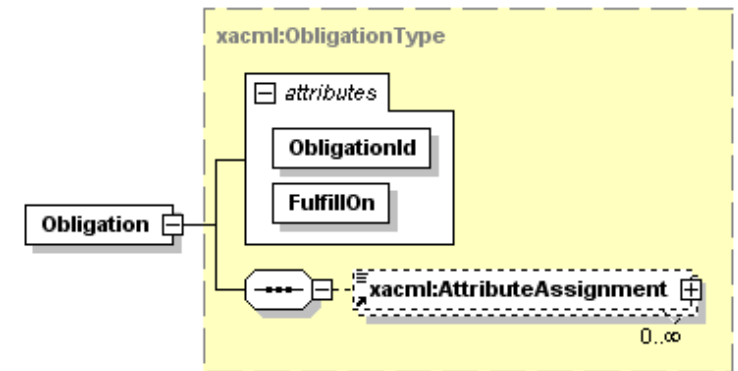 xacml:ObligationType
attributes
ObligationId
FulfillOn
Obligation
xacml:AttributeAssignment
0..∞